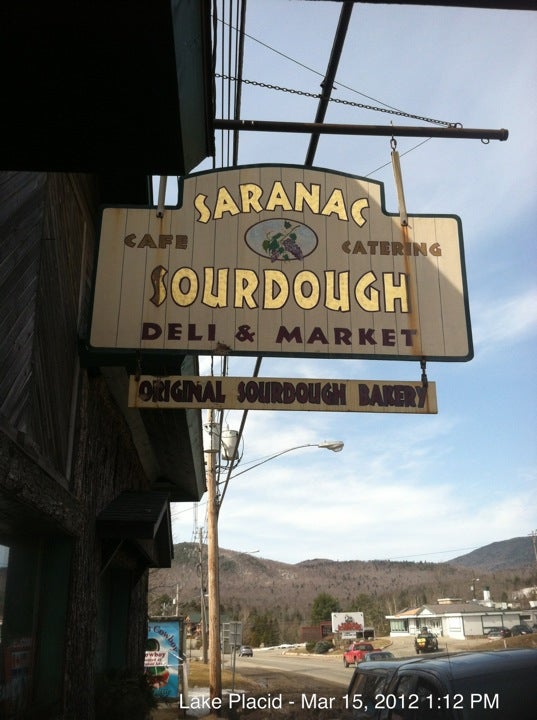 SARANAC
CAFE CATERING
SOURDOUGH
DELI & MARKET
ORIGINAL SOURDOUGH BAKERY
Lake Placid - Mar 15, 2012 1:12 PM